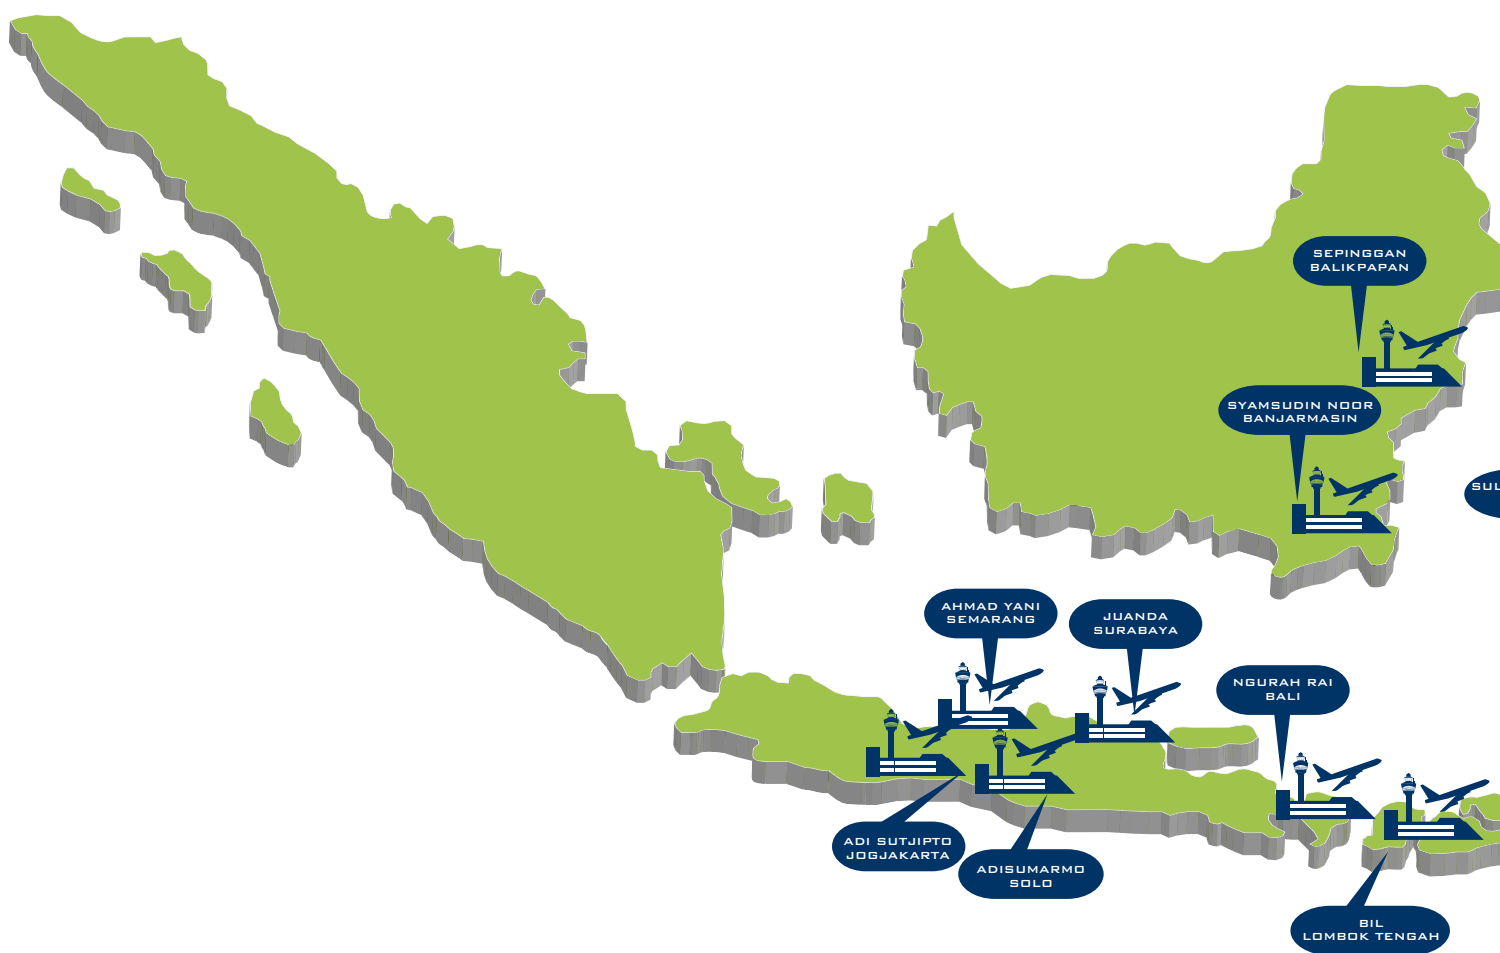 SEPINGGAN
BALIKPAPAN
SYAMSUDIN NOOR
BANJARMASIN
SUL
AHMAD YANI
SEMARANG
JUANDA
SURABAYA
NGURAH RAI
BALI
ADI SUTJIPTO
JOGJAKARTA
ADISUMARMO
SOLO
BIL
LOMBOK TENGAH